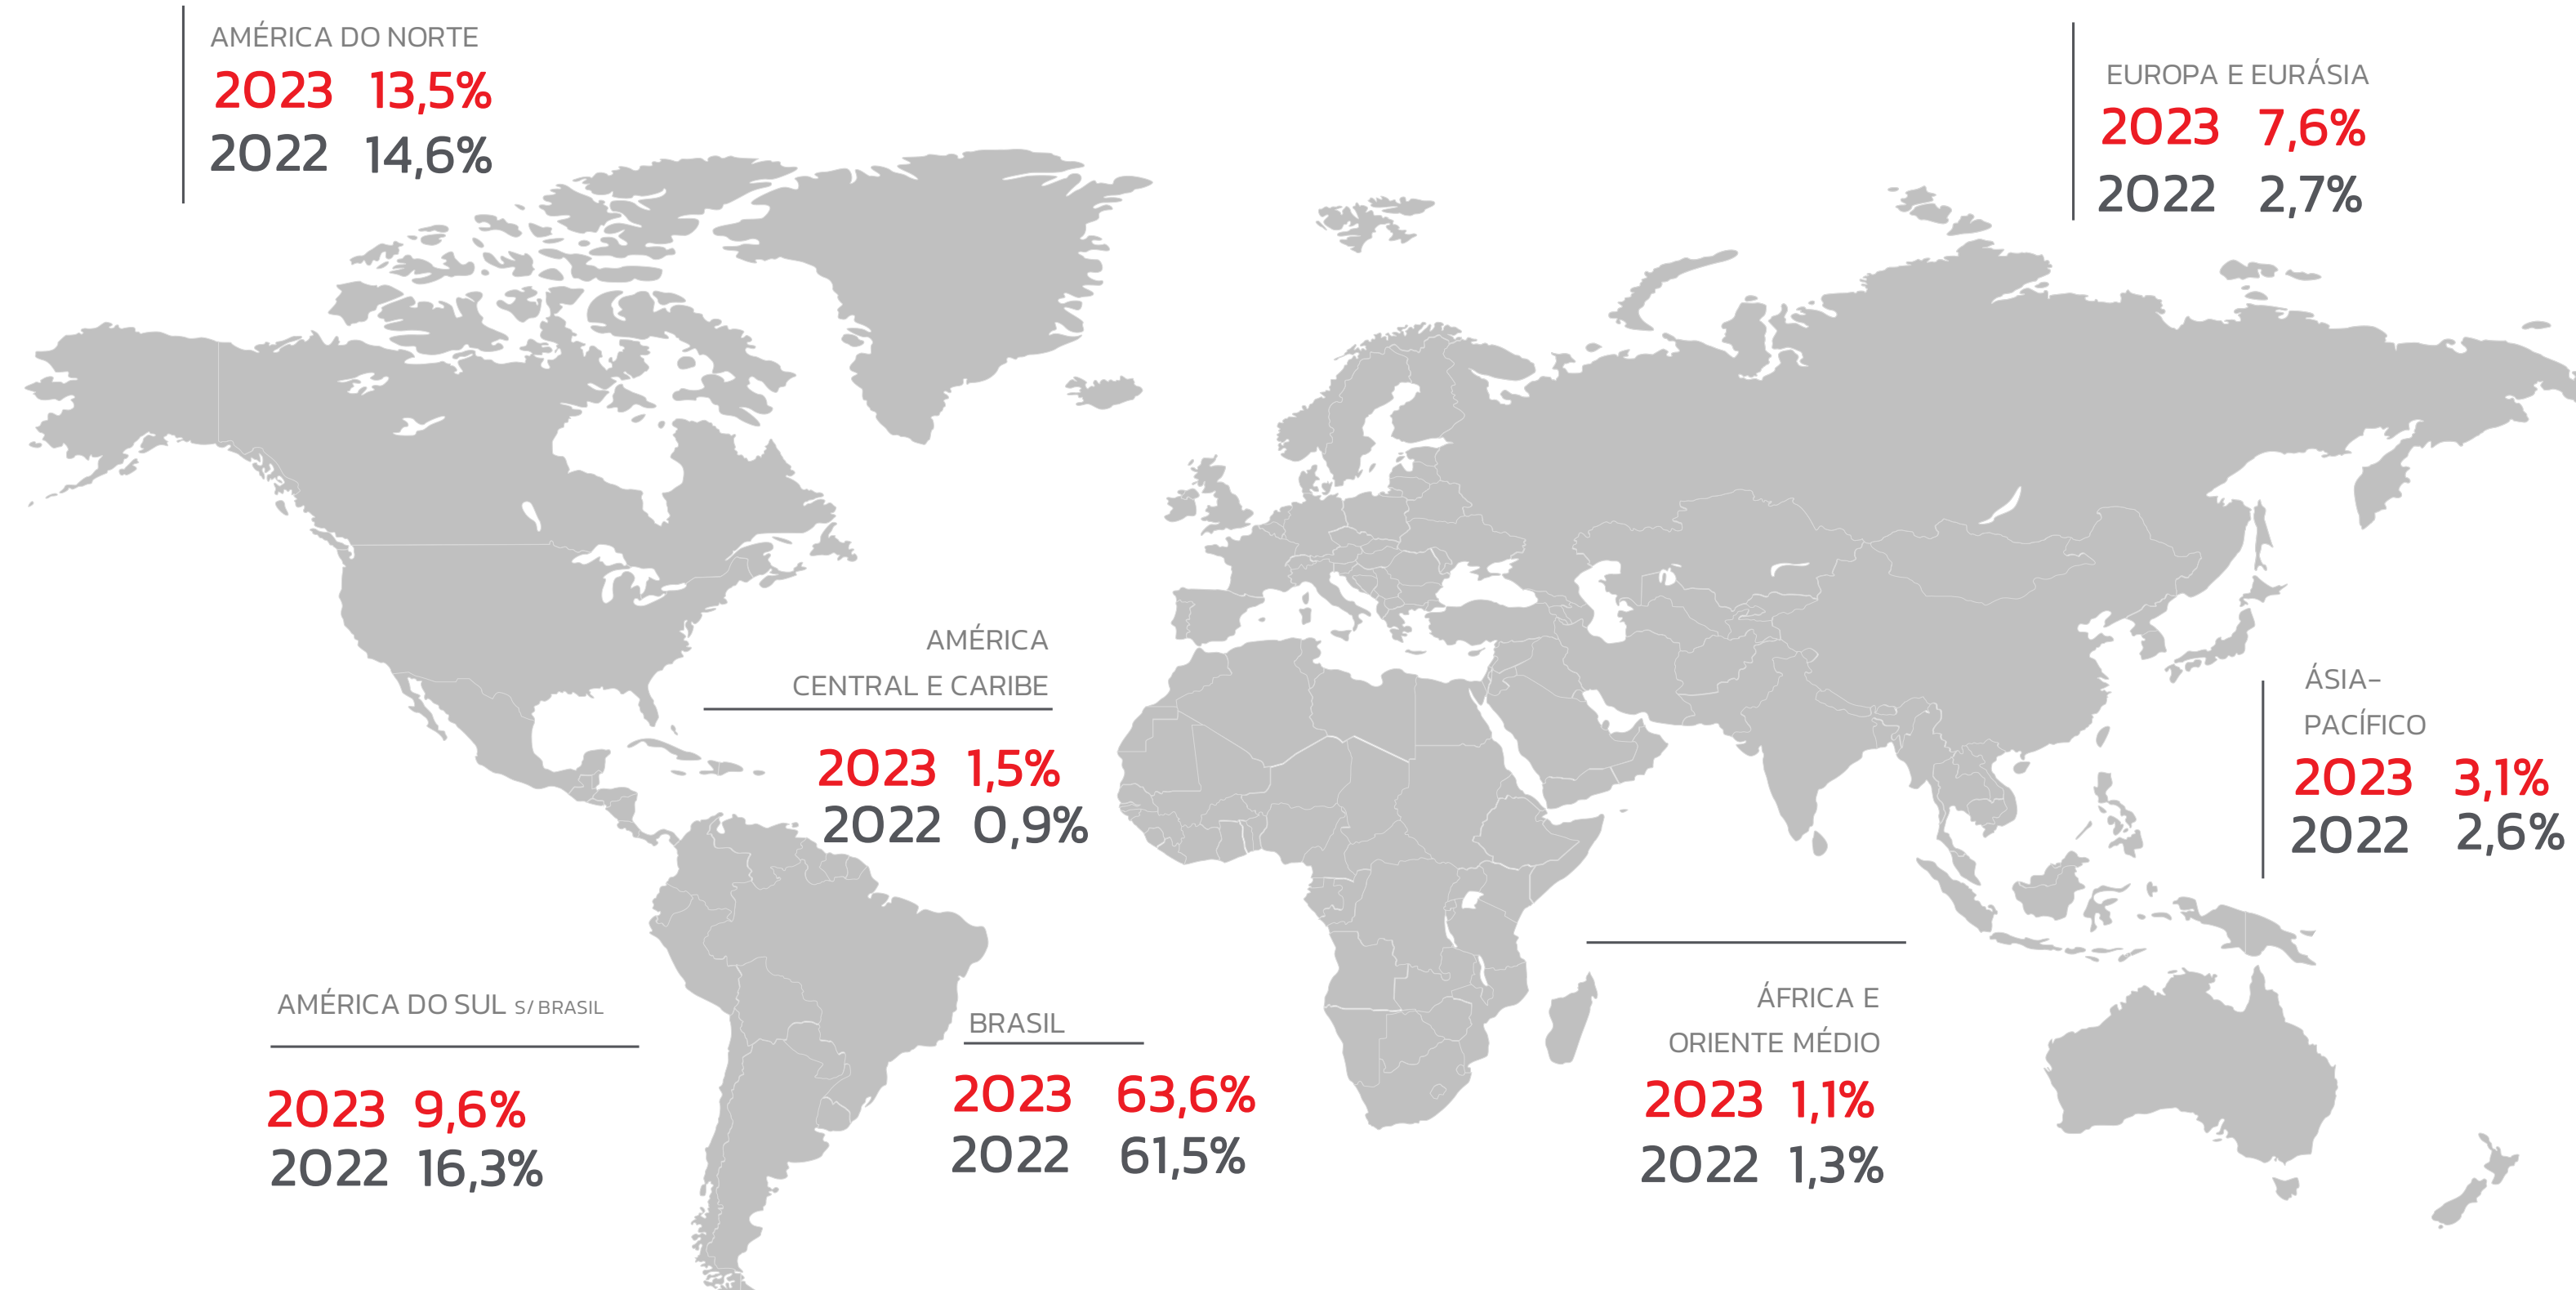 AMÉRICA DO NORTE
2023 13,5%
2022 14,6%
EUROPA E EURÁSIA
2023 7,6%
2022 2,7%
AMÉRICA
CENTRAL E CARIBE
2023 1,5%
2022 0,9%
ÁSIA-
PACÍFICO
2023 3,1%
2022 2,6%
AMÉRICA DO SUL S/ BRASIL
2023 9,6%
2022 16,3%
BRASIL
2023 63,6%
2022 61,5%
ÁFRICA E
ORIENTE MÉDIO
2023 1,1%
2022 1,3%